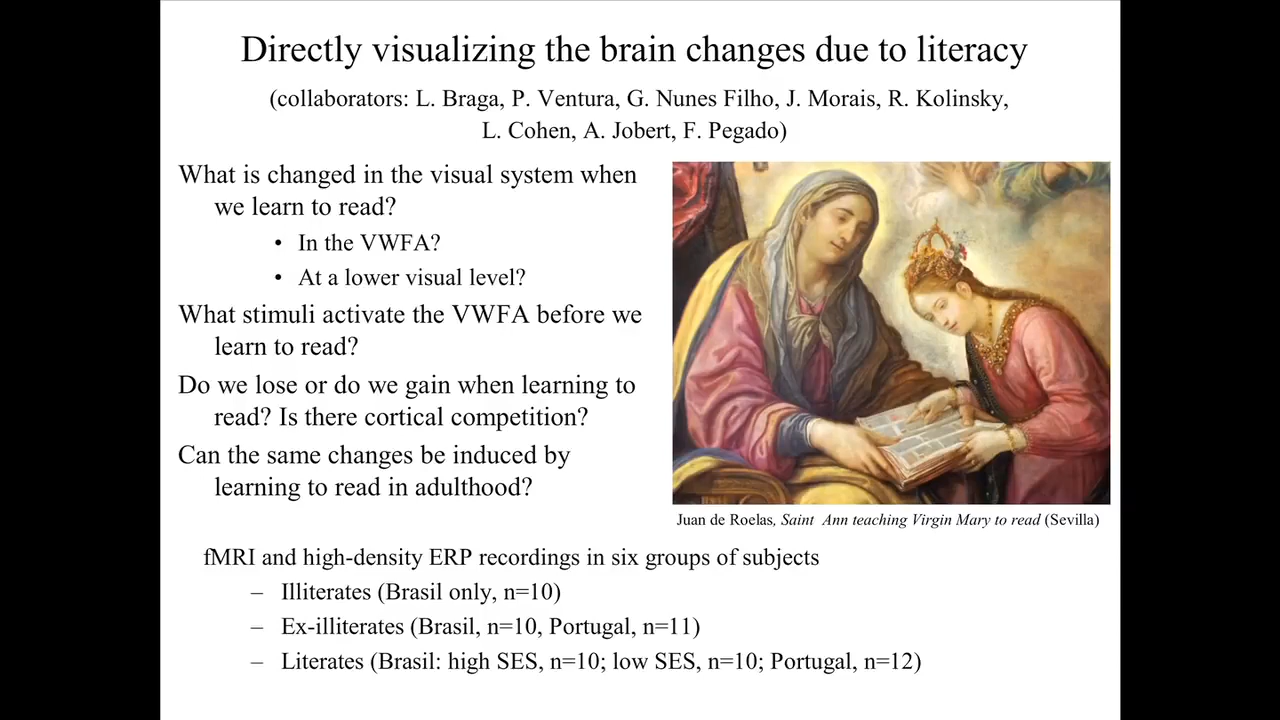 Directly visualizing the brain changes due to literacy
(collaborators: L. Braga, P. Ventura, G. Nunes Filho, J. Morais, R. Kolinsky,
L. Cohen, A. Jobert, F. Pegado)
What is changed in the visual system when
we learn to read?
• In the VWFA?
• At a lower visual level?
What stimuli activate the VWFA before we
learn to read?
Do we lose or do we gain when learning to
read? Is there cortical competition?
Can the same changes be induced by
learning to read in adulthood?
Juan de Roelas, Saint Ann teaching Virgin Mary to read (Sevilla)
fMRI and high-density ERP recordings in six groups of subjects
– Illiterates (Brasil only, n=10)
– Ex-illiterates (Brasil, n=10, Portugal, n=11)
– Literates (Brasil: high SES, n=10; low SES, n=10; Portugal, n=12)